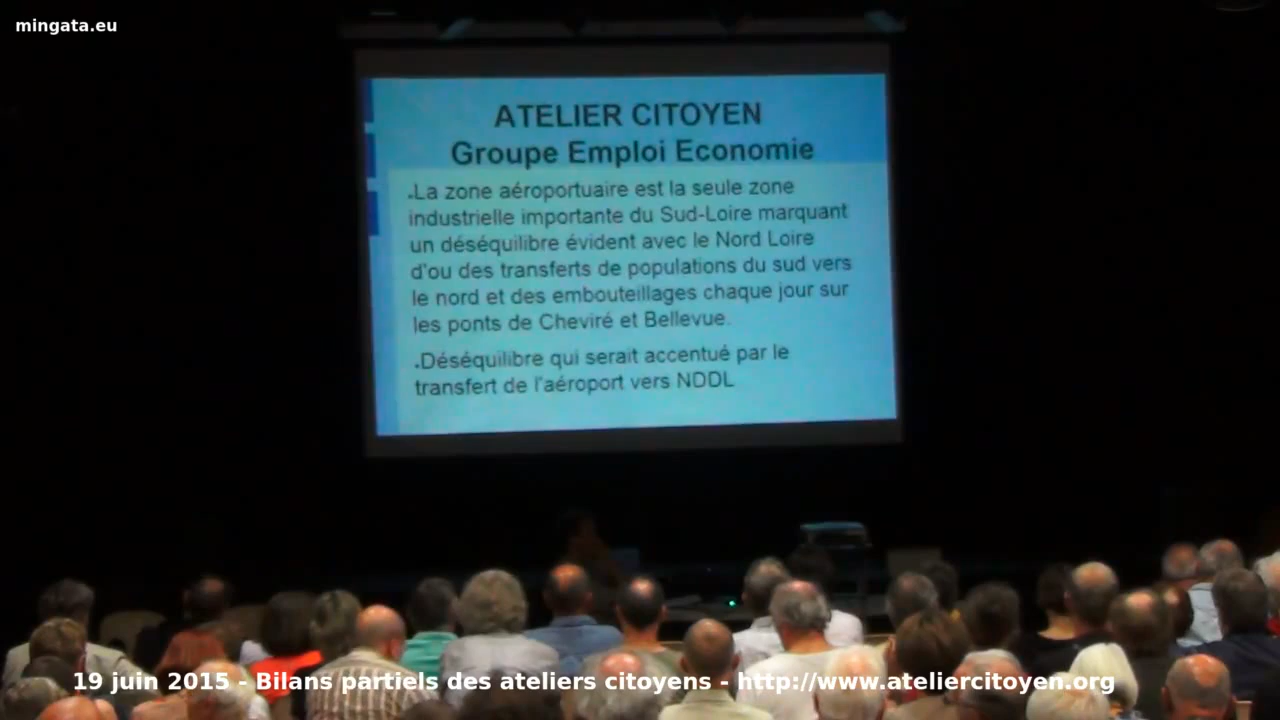 mingata.eu
ATELIER CITOYEN
Groupe Emploi Economie
.La zone aéroportuaire est la seule zone
industrielle importante du Sud-Loire marquant
un déséquilibre évident avec le Nord Loire
d'ou des transferts de populations du sud vers
le nord et des embouteillages chaque jour sur
les ponts de Cheviré et Bellevue.
.Déséquilibre qui serait accentué par le
transfert de l'aéroport vers NDDL
19 juin 2015 - Bilans partiels des ateliers citoyens - http://www.ateliercitoyen.org